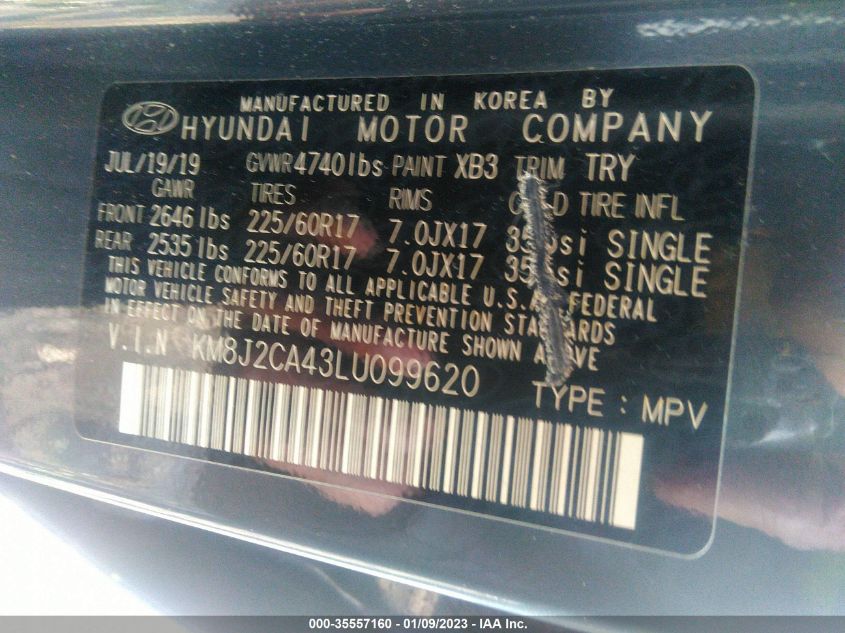 MANUFACTURED IN KOREA BY
HYUNDAI MOTOR COMPANY
JUL/19/19 GVWR 4740lbs PAINT XB3 TRIM TRY
GAWR TIRES RIMS TIRE INFL
FRONT 2646 lbs 225/60R17 7.0JX17 SINGLE
REAR 2535 lbs 225/60R17 7.0JX17 SINGLE
THIS VEHICLE CONFORMS TO ALL APPLICABLE U.S.A. FEDERAL
MOTOR VEHICLE SAFETY AND THEFT PREVENTION STANDARDS
IN EFFECT ON THE DATE OF MANUFACTURE SHOWN ABOVE
V.I.N KM8J2CA43LU099620
TYPE : MPV
000-35557160 - 01/09/2023 - IAA Inc.